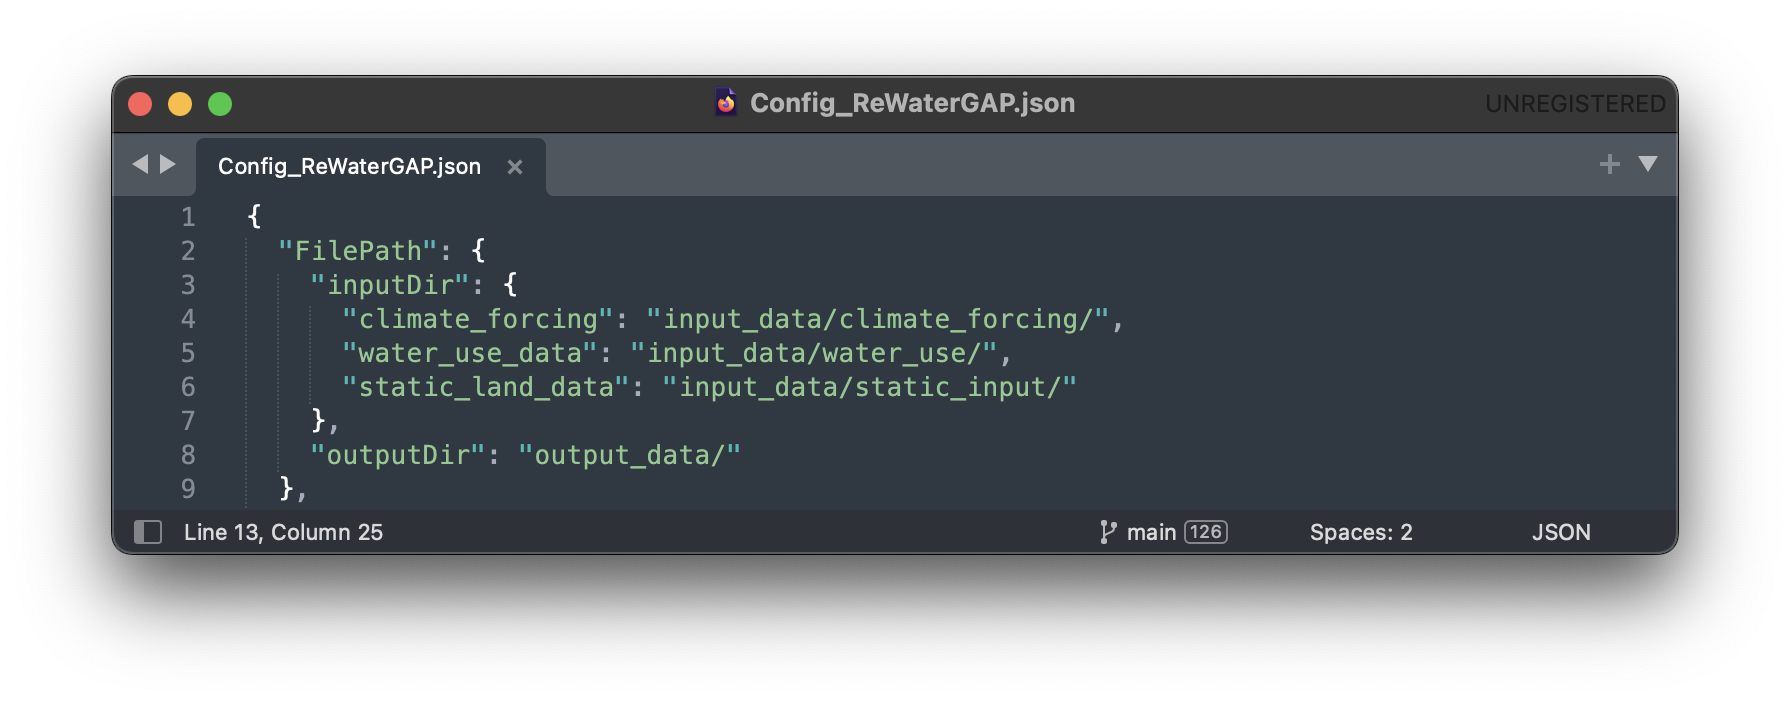 Config_ReWaterGAP.json
UNREGISTERED
Config_ReWaterGAP.json
1 {
2   "FilePath": {
3     "inputDir": {
4       "climate_forcing": "input_data/climate_forcing/",
5       "water_use_data": "input_data/water_use/",
6       "static_land_data": "input_data/static_input/"
7     },
8     "outputDir": "output_data/"
9   },
Line 13, Column 25
main 126
Spaces: 2
JSON